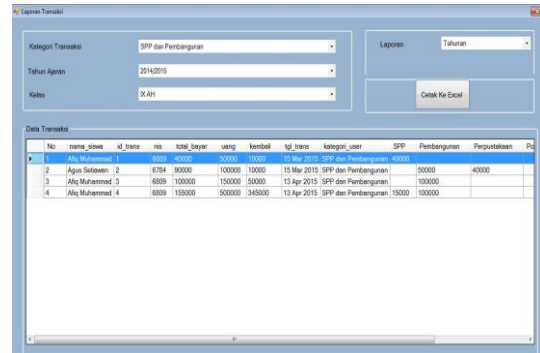 Laporan Transaksi
Kategori Transaksi SPP dan Pembangunan Laporan Tahunan
Tahun Ajaran 2014/2015
Kelas IX AH Cetak Ke Excel
Data Transaksi
No nama_siswa id_trans nis total_bayar uang kembali tgl_trans kategori_user SPP Pembangunan Perpustakaan Po
1 Afiq Muhammad 1 6809 40000 50000 10000 15 Mar 2015 SPP dan Pembangunan 40000
2 Agus Setiawan 2 6784 90000 100000 10000 15 Mar 2015 SPP dan Pembangunan 50000 40000
3 Afiq Muhammad 3 6809 100000 150000 50000 13 Apr 2015 SPP dan Pembangunan 100000
4 Afiq Muhammad 4 6809 155000 500000 345000 13 Apr 2015 SPP dan Pembangunan 15000 100000